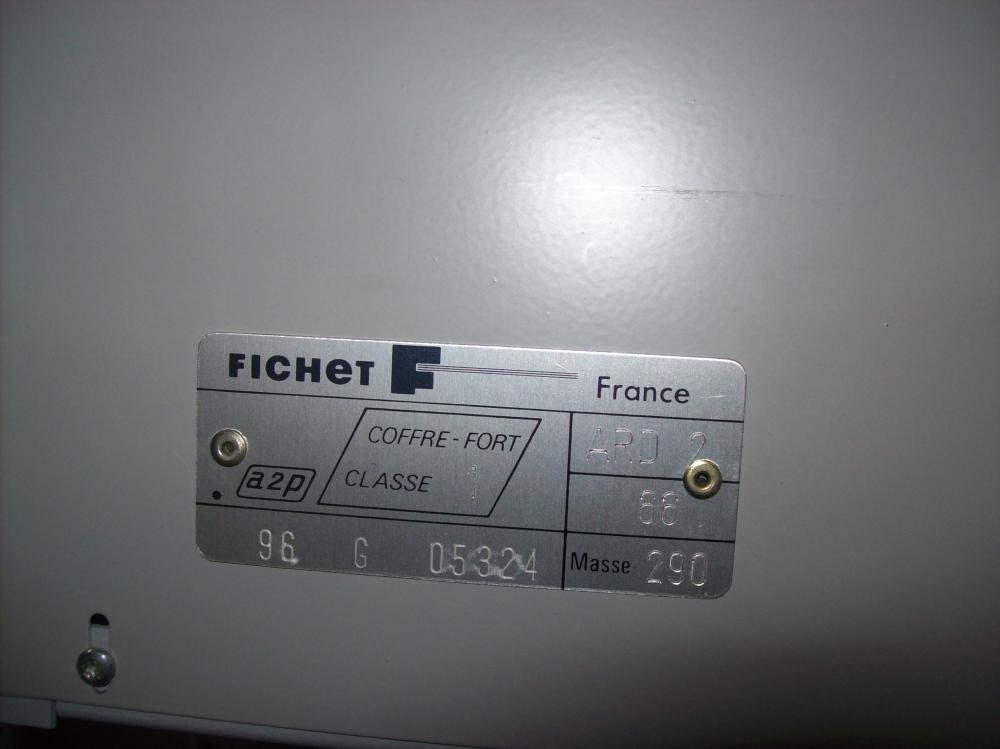 FICHET F France
COFFRE-FORT
CLASSE 1
a2p
ARD 2
68
96 G 05324
Masse 290